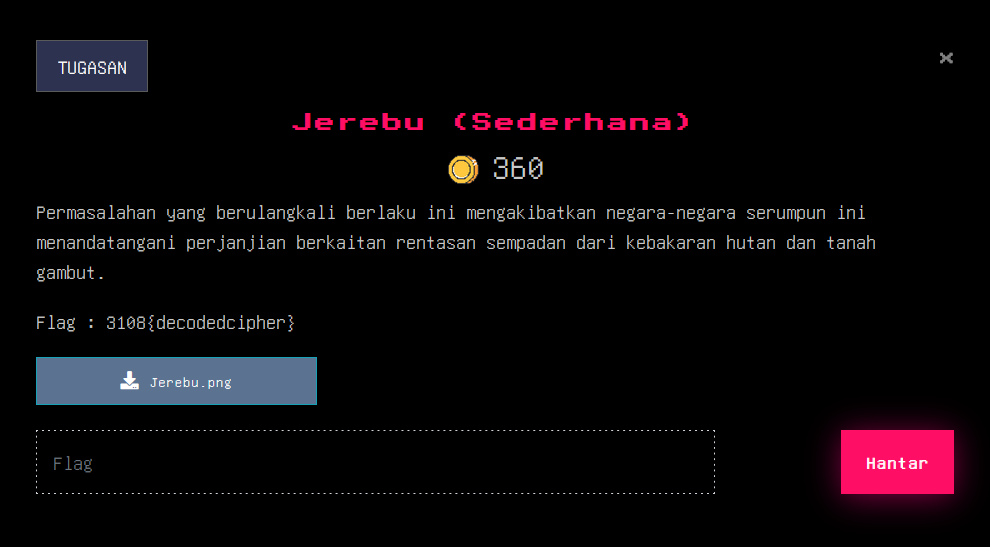 TUGASAN
×
Jerebu (Sederhana)
360
Permasalahan yang berulangkali berlaku ini mengakibatkan negara-negara serumpun ini
menandatangani perjanjian berkaitan rentasan sempadan dari kebakaran hutan dan tanah
gambut.
Flag : 3108{decodedcipher}
Jerebu.png
Flag
Hantar